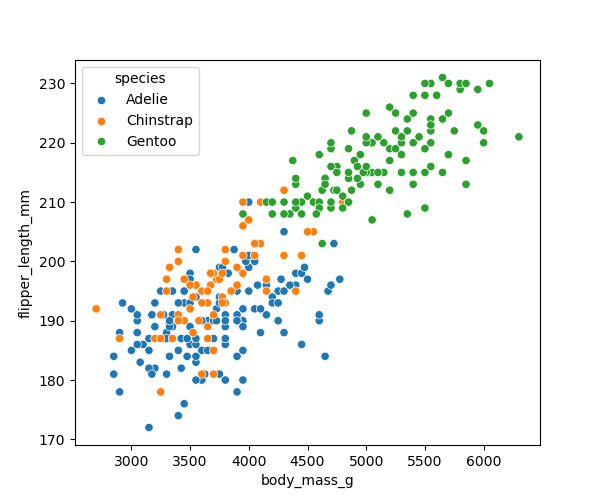 species
Adelie
Chinstrap
Gentoo
230
220
210
200
190
180
170
flipper_length_mm
3000 3500 4000 4500 5000 5500 6000
body_mass_g